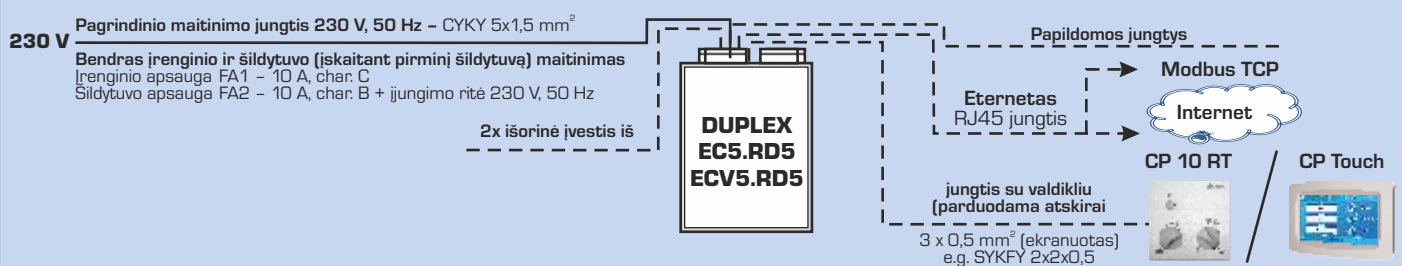 230 V
Pagrindinio maitinimo jungtis 230 V, 50 Hz – CYKY 5x1,5 mm²
Bendras įrenginio ir šildytuvo (įskaitant pirminį šildytuvą) maitinimas
Įrenginio apsauga FA1 – 10 A, char. C
Šildytuvo apsauga FA2 – 10 A, char. B + įjungimo ritė 230 V, 50 Hz
2x išorinė įvestis iš
DUPLEX
EC5.RD5
ECV5.RD5
Papildomos jungtys
Modbus TCP
Eternetas
RJ45 jungtis
Internet
CP 10 RT
CP Touch
jungtis su valdikliu
(parduodama atskirai
3 x 0,5 mm² (ekranuotas)
e.g. SYKFY 2x2x0,5